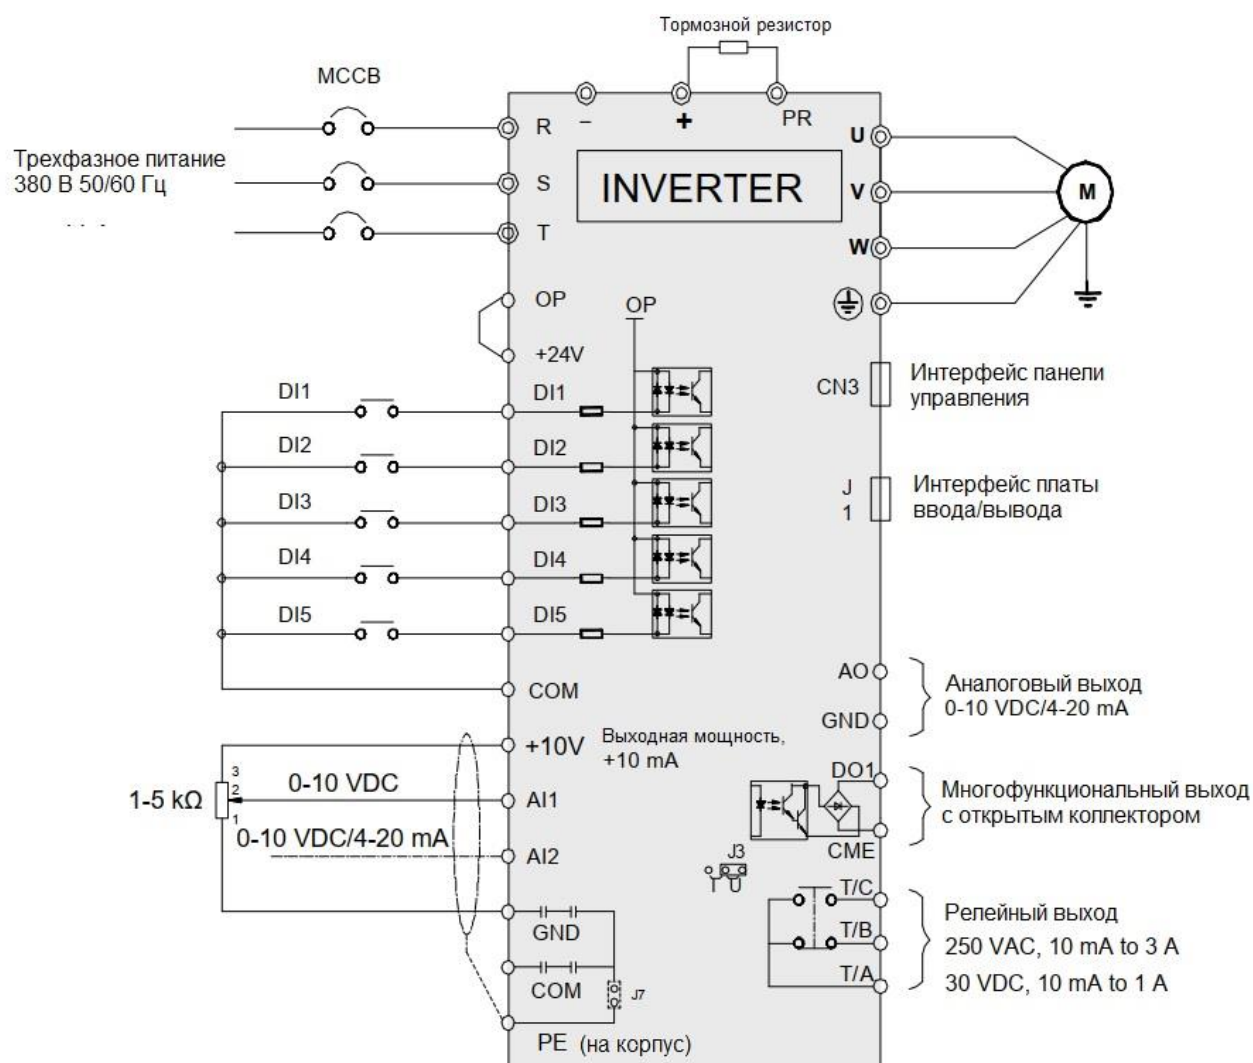 Тормозной резистор
MCCB
R
–
+
PR
U
Трехфазное питание
380 В 50/60 Гц
S
INVERTER
V
M
T
W
OP
OP
+24V
CN3
Интерфейс панели
управления
DI1
DI1
DI2
DI2
J
1
Интерфейс платы
ввода/вывода
DI3
DI3
DI4
DI4
DI5
DI5
COM
AO
GND
Аналоговый выход
0-10 VDC/4-20 mA
+10V
Выходная мощность,
+10 mA
3
2
1
1-5 kΩ
0-10 VDC
AI1
DO1
CME
Многофункциональный выход
с открытым коллектором
0-10 VDC/4-20 mA
AI2
J3
I U
T/C
T/B
T/A
Релейный выход
250 VAC, 10 mA to 3 A
30 VDC, 10 mA to 1 A
GND
COM
J7
PE (на корпус)